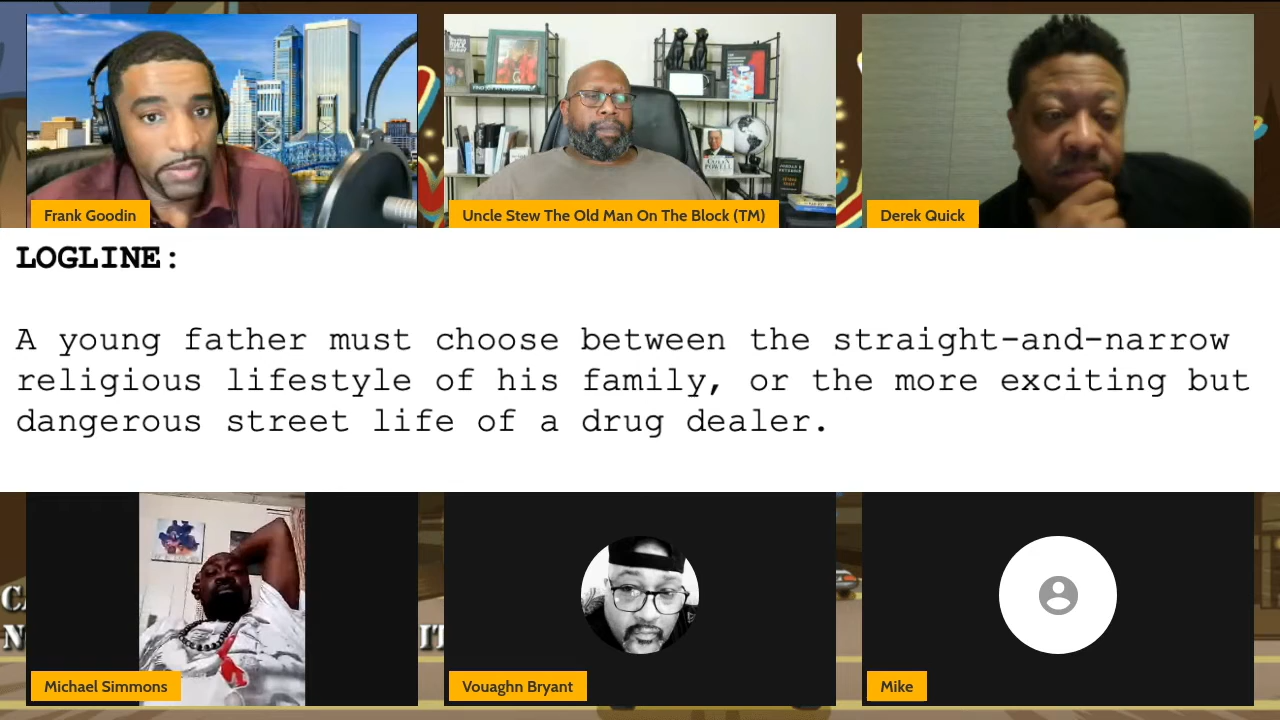 Frank Goodin
Uncle Stew The Old Man On The Block (TM)
Derek Quick
LOGLINE:
A young father must choose between the straight-and-narrow
religious lifestyle of his family, or the more exciting but
dangerous street life of a drug dealer.
Michael Simmons
Vouaghn Bryant
Mike